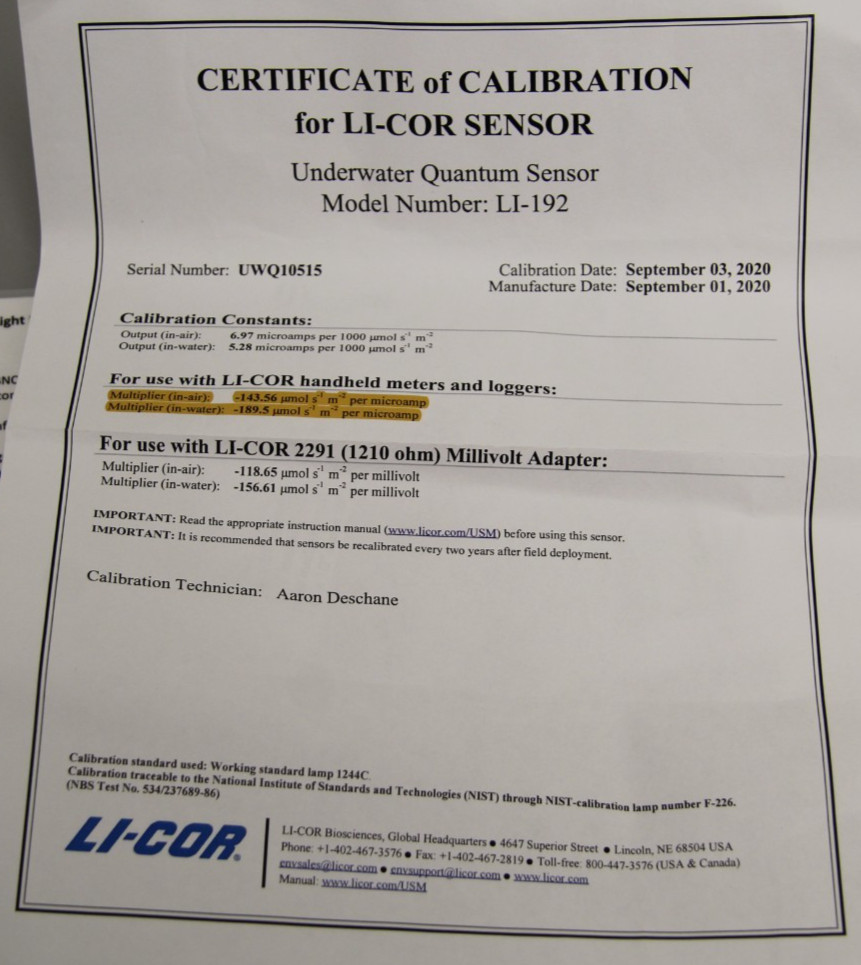 CERTIFICATE of CALIBRATION
for LI-COR SENSOR
Underwater Quantum Sensor
Model Number: LI-192
Serial Number: UWQ10515
Calibration Date: September 03, 2020
Manufacture Date: September 01, 2020
Calibration Constants:
Output (in-air): 6.97 microamps per 1000 µmol s⁻¹ m⁻²
Output (in-water): 5.28 microamps per 1000 µmol s⁻¹ m⁻²
For use with LI-COR handheld meters and loggers:
Multiplier (in-air): -143.56 µmol s⁻¹ m⁻² per microamp
Multiplier (in-water): -189.5 µmol s⁻¹ m⁻² per microamp
For use with LI-COR 2291 (1210 ohm) Millivolt Adapter:
Multiplier (in-air): -118.65 µmol s⁻¹ m⁻² per millivolt
Multiplier (in-water): -156.61 µmol s⁻¹ m⁻² per millivolt
IMPORTANT: Read the appropriate instruction manual (www.licor.com/USM) before using this sensor.
IMPORTANT: It is recommended that sensors be recalibrated every two years after field deployment.
Calibration Technician: Aaron Deschane
Calibration standard used: Working standard lamp 1244C
Calibration traceable to the National Institute of Standards and Technologies (NIST) through NIST-calibration lamp number F-226.
(NBS Test No. 534/237689-86)
LI-COR®
LI-COR Biosciences, Global Headquarters ● 4647 Superior Street ● Lincoln, NE 68504 USA
Phone: +1-402-467-3576 ● Fax: +1-402-467-2819 ● Toll-free: 800-447-3576 (USA & Canada)
envsales@licor.com ● envsupport@licor.com ● www.licor.com
Manual: www.licor.com/USM